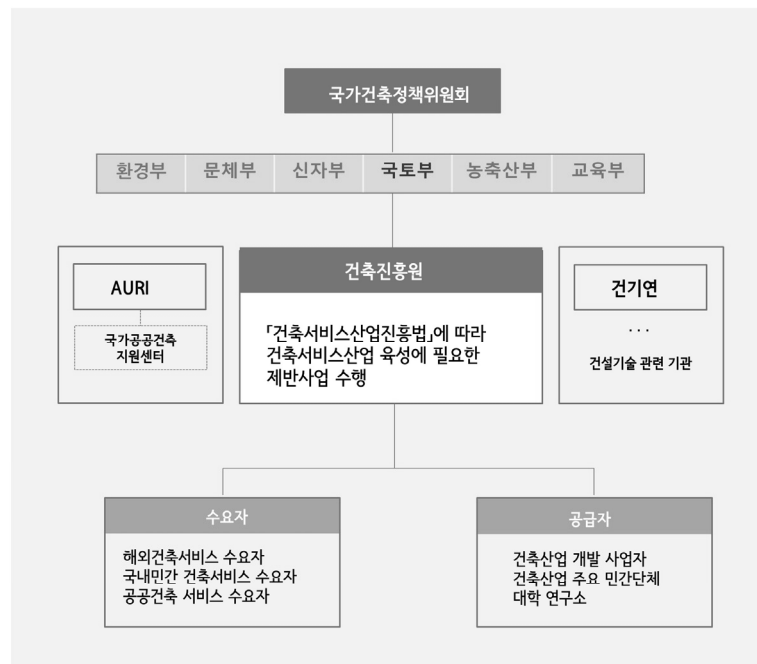 국가건축정책위원회
환경부 문체부 신자부 국토부 농축산부 교육부
AURI
국가공공건축
지원센터
건축진흥원
「건축서비스산업진흥법」에 따라
건축서비스산업 육성에 필요한
제반사업 수행
건기연
...
건설기술 관련 기관
수요자
해외건축서비스 수요자
국내민간 건축서비스 수요자
공공건축 서비스 수요자
공급자
건축산업 개발 사업자
건축산업 주요 민간단체
대학 연구소